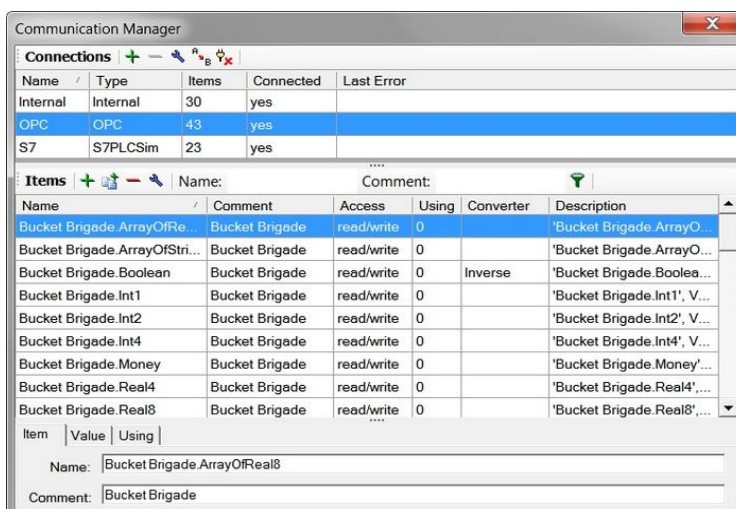 Communication Manager
Connections
Name Type Items Connected Last Error
Internal Internal 30 yes
OPC OPC 43 yes
S7 S7PLCSim 23 yes
Items Name: Comment:
Name Comment Access Using Converter Description
Bucket Brigade.ArrayOfRe... Bucket Brigade read/write 0 'Bucket Brigade.ArrayO...
Bucket Brigade.ArrayOfStri... Bucket Brigade read/write 0 'Bucket Brigade.ArrayO...
Bucket Brigade.Boolean Bucket Brigade read/write 0 Inverse 'Bucket Brigade.Boolea...
Bucket Brigade.Int1 Bucket Brigade read/write 0 'Bucket Brigade.Int1', V...
Bucket Brigade.Int2 Bucket Brigade read/write 0 'Bucket Brigade.Int2', V...
Bucket Brigade.Int4 Bucket Brigade read/write 0 'Bucket Brigade.Int4', V...
Bucket Brigade.Money Bucket Brigade read/write 0 'Bucket Brigade.Money'...
Bucket Brigade.Real4 Bucket Brigade read/write 0 'Bucket Brigade.Real4',...
Bucket Brigade.Real8 Bucket Brigade read/write 0 'Bucket Brigade.Real8',...
Item Value Using
Name: Bucket Brigade.ArrayOfReal8
Comment: Bucket Brigade